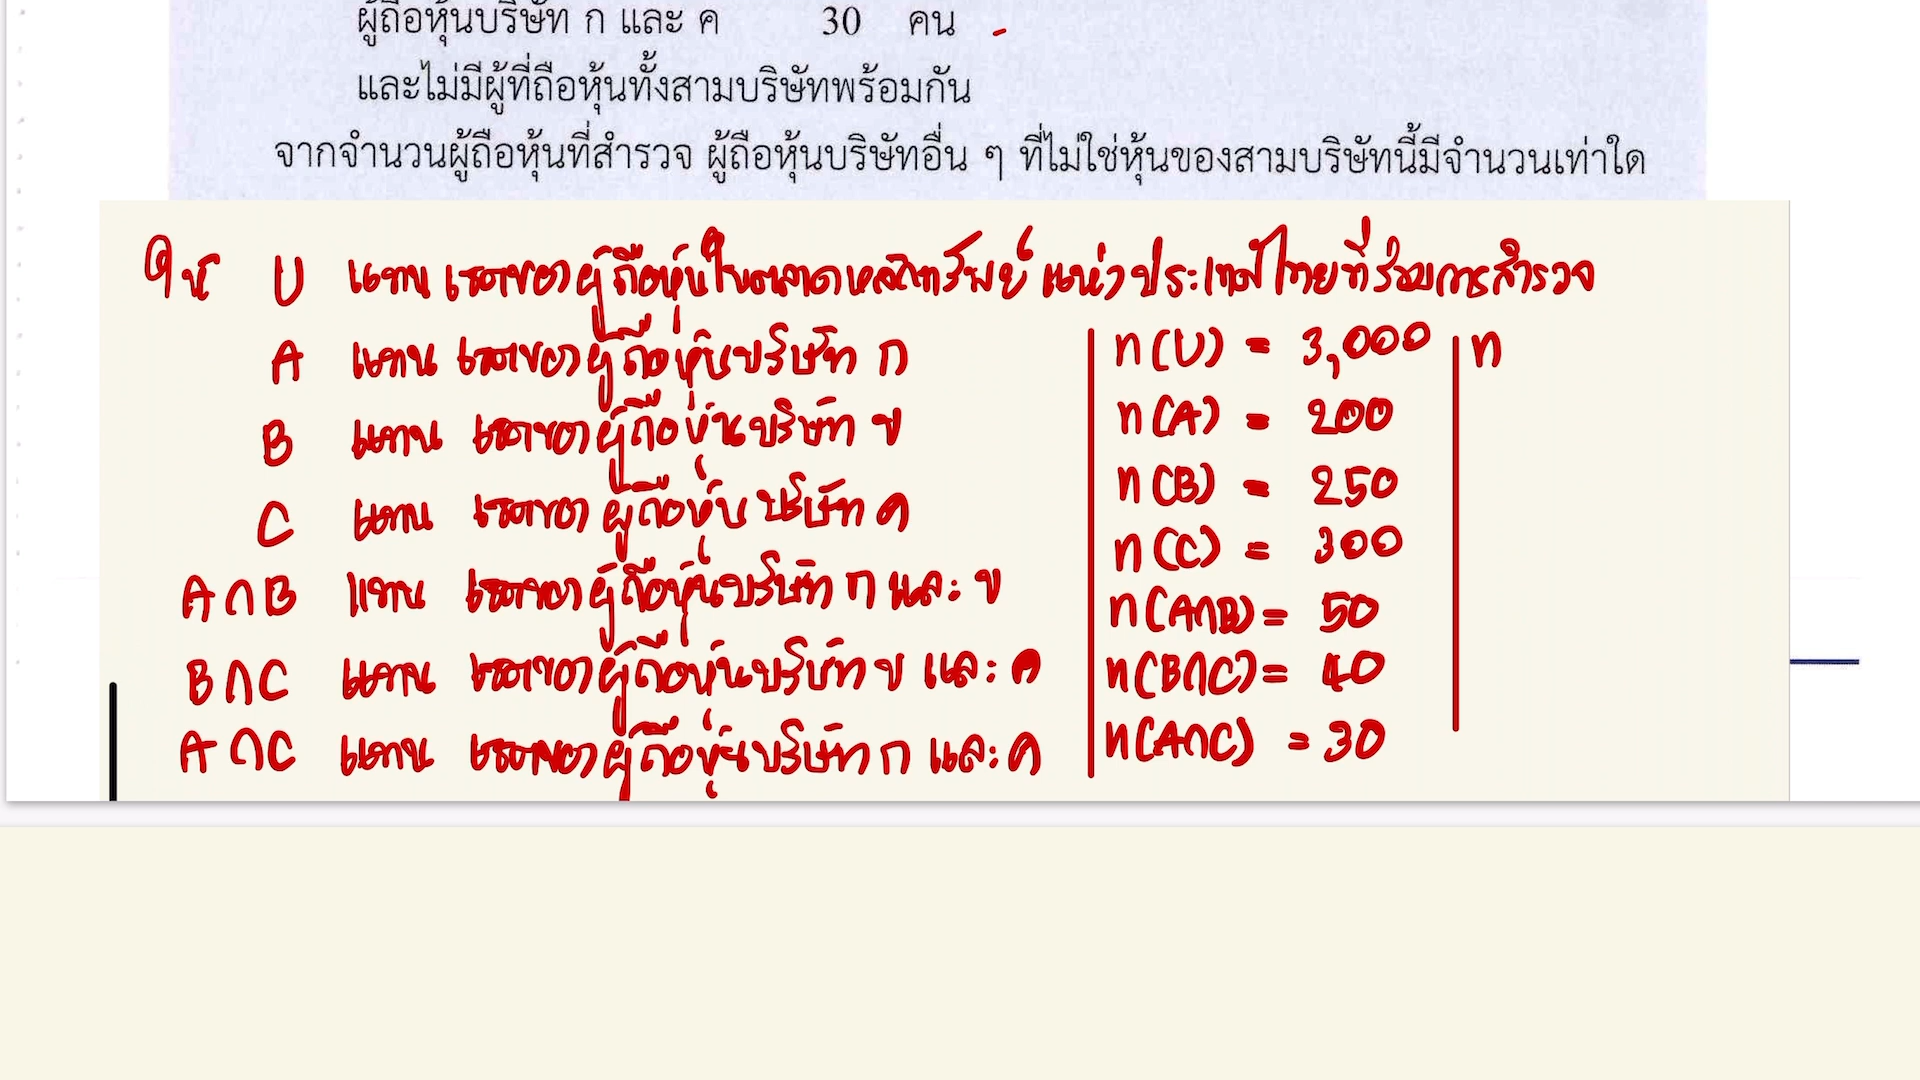 ผู้ถือหุ้นบริษัท ก และ ค 30 คน
และไม่มีผู้ที่ถือหุ้นทั้งสามบริษัทพร้อมกัน
จากจำนวนผู้ถือหุ้นที่สำรวจ ผู้ถือหุ้นบริษัทอื่น ๆ ที่ไม่ใช่หุ้นของสามบริษัทนี้มีจำนวนเท่าใด
ให้ U แทน เซตของผู้ถือหุ้นในตลาดหลักทรัพย์แห่งประเทศไทยที่ร่วมการสำรวจ
A แทน เซตของผู้ถือหุ้นบริษัท ก n(U) = 3,000 n
B แทน เซตของผู้ถือหุ้นบริษัท ข n(A) = 200
n(B) = 250
C แทน เซตของผู้ถือหุ้นบริษัท ค n(C) = 300
A∩B แทน เซตของผู้ถือหุ้นบริษัท ก และ ข n(A∩B) = 50
B∩C แทน เซตของผู้ถือหุ้นบริษัท ข และ ค n(B∩C) = 40
A∩C แทน เซตของผู้ถือหุ้นบริษัท ก และ ค n(A∩C) = 30